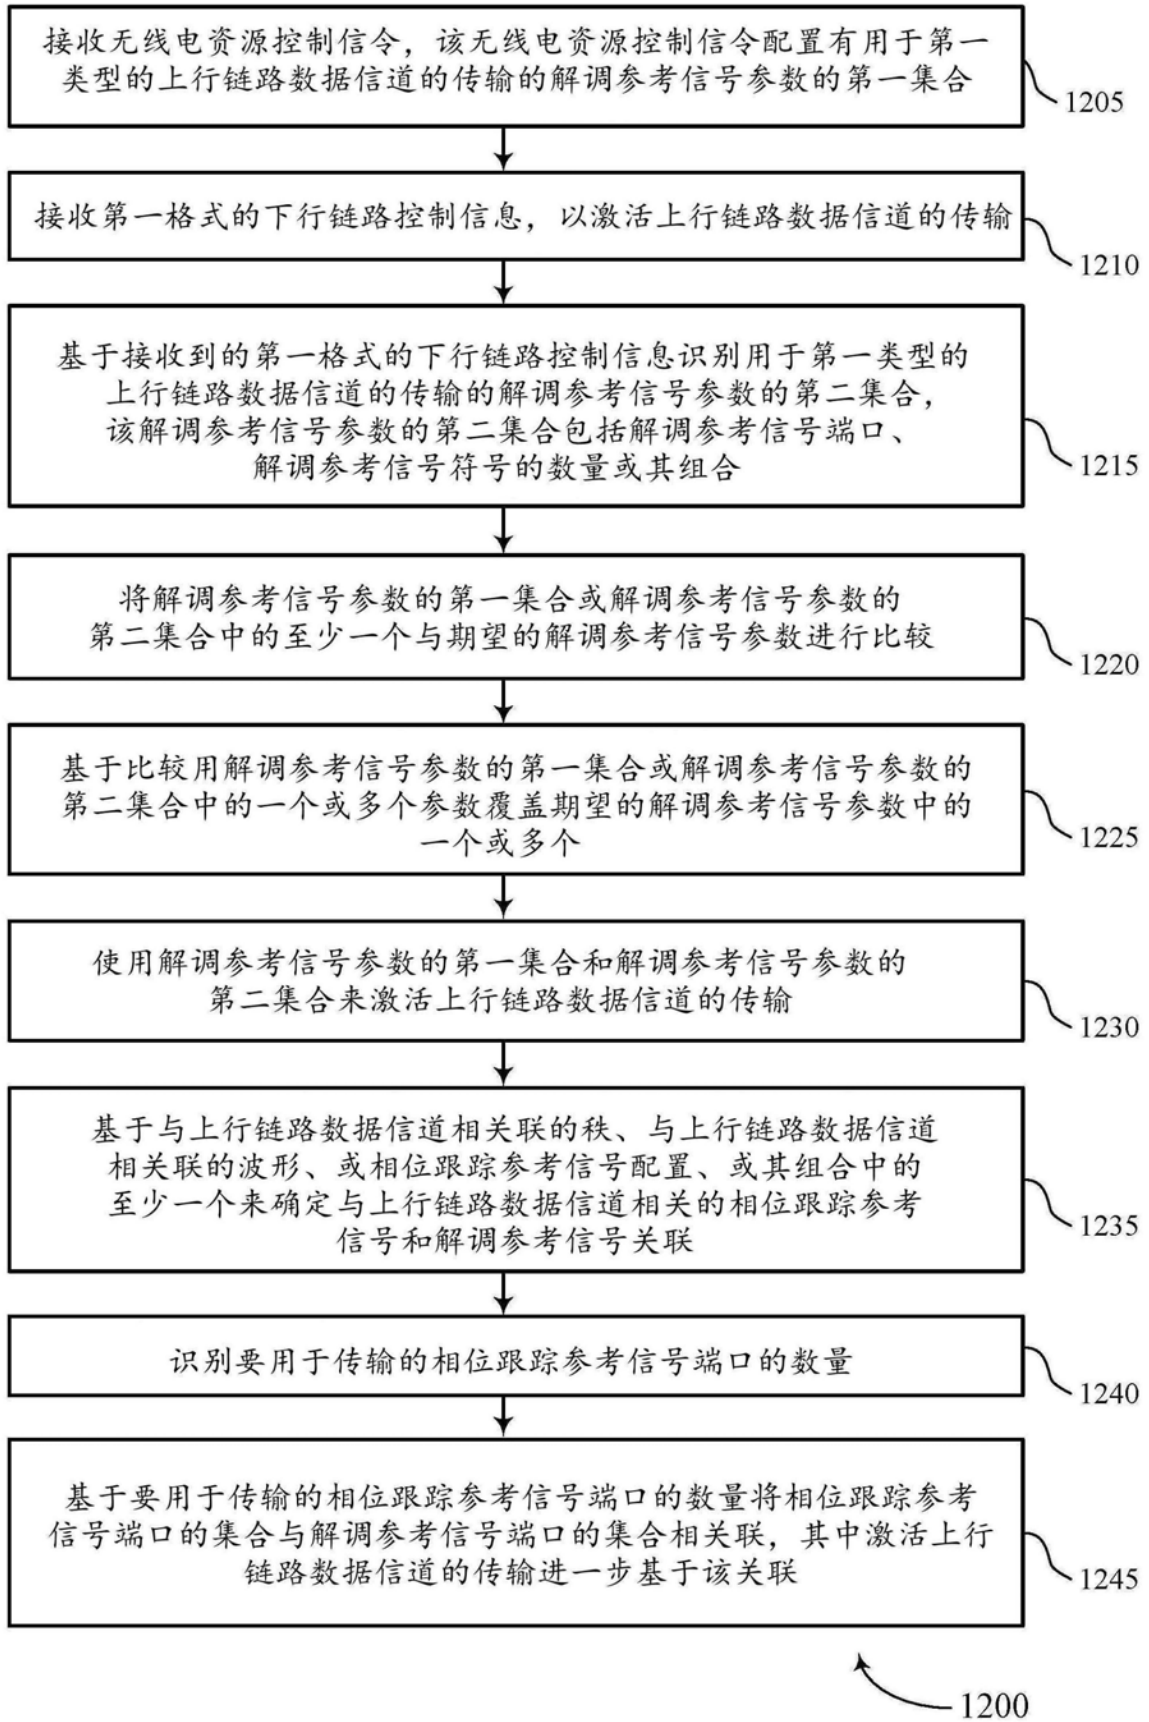 接收无线电资源控制信令，该无线电资源控制信令配置有用于第一
类型的上行链路数据信道的传输的解调参考信号参数的第一集合
1205
接收第一格式的下行链路控制信息，以激活上行链路数据信道的传输
1210
基于接收到的第一格式的下行链路控制信息识别用于第一类型的
上行链路数据信道的传输的解调参考信号参数的第二集合，
该解调参考信号参数的第二集合包括解调参考信号端口、
解调参考信号符号的数量或其组合
1215
将解调参考信号参数的第一集合或解调参考信号参数的
第二集合中的至少一个与期望的解调参考信号参数进行比较
1220
基于比较用解调参考信号参数的第一集合或解调参考信号参数的
第二集合中的一个或多个参数覆盖期望的解调参考信号参数中的
一个或多个
1225
使用解调参考信号参数的第一集合和解调参考信号参数的
第二集合来激活上行链路数据信道的传输
1230
基于与上行链路数据信道相关联的秩、与上行链路数据信道
相关联的波形、或相位跟踪参考信号配置、或其组合中的
至少一个来确定与上行链路数据信道相关的相位跟踪参考
信号和解调参考信号关联
1235
识别要用于传输的相位跟踪参考信号端口的数量
1240
基于要用于传输的相位跟踪参考信号端口的数量将相位跟踪参考
信号端口的集合与解调参考信号端口的集合相关联，其中激活上行
链路数据信道的传输进一步基于该关联
1245
1200